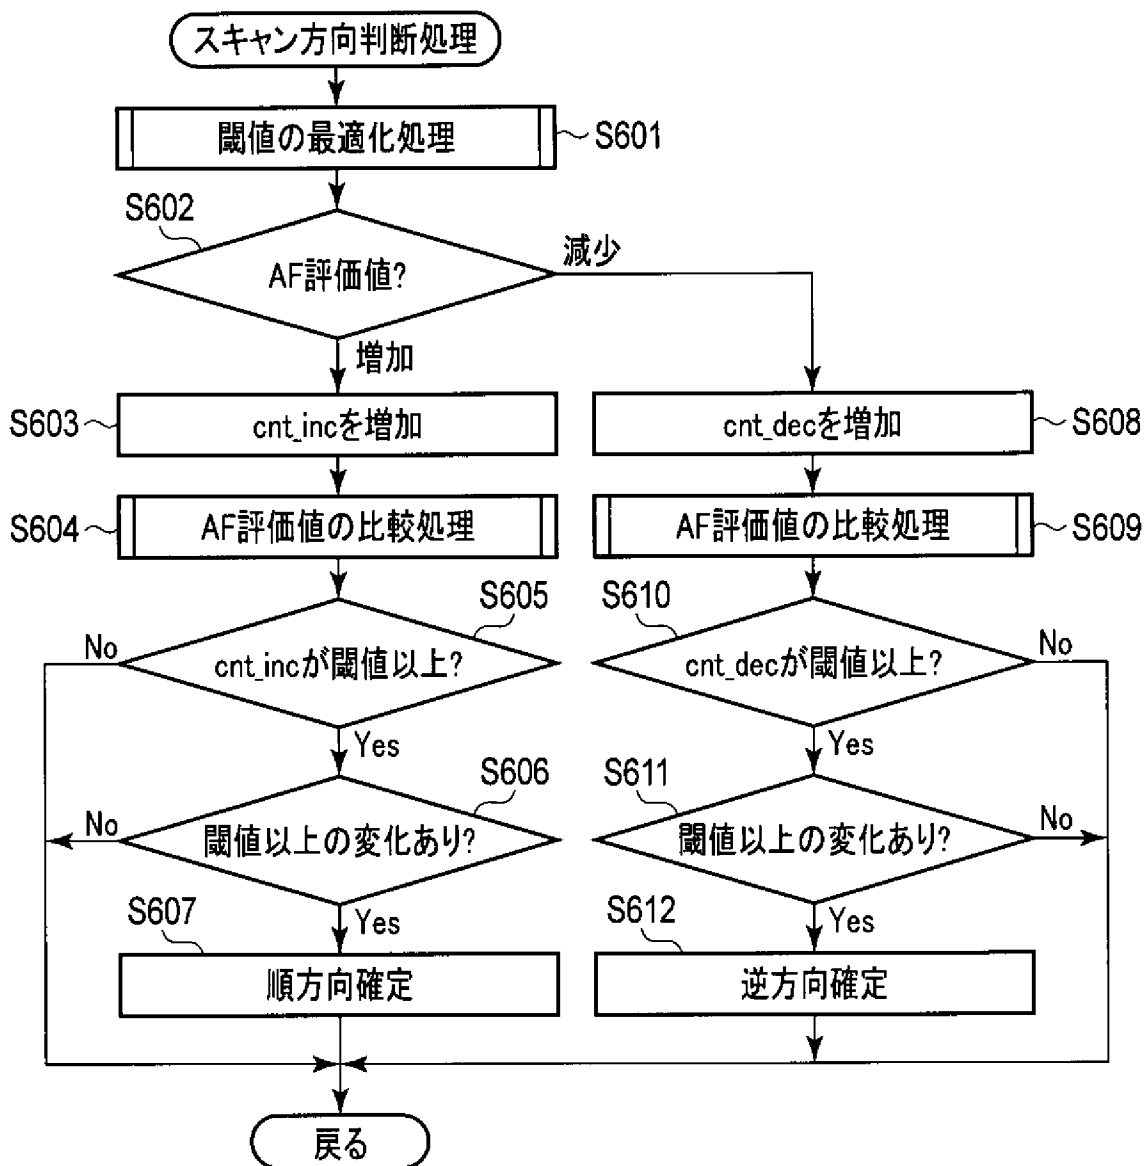 スキャン方向判断処理
閾値の最適化処理
S601
S602
AF評価値?
減少
増加
S603
cnt_incを増加
cnt_decを増加
S608
S604
AF評価値の比較処理
AF評価値の比較処理
S609
S605
S610
No
cnt_incが閾値以上?
cnt_decが閾値以上?
No
Yes
Yes
S606
S611
No
閾値以上の変化あり?
閾値以上の変化あり?
No
S607
Yes
S612
Yes
順方向確定
逆方向確定
戻る